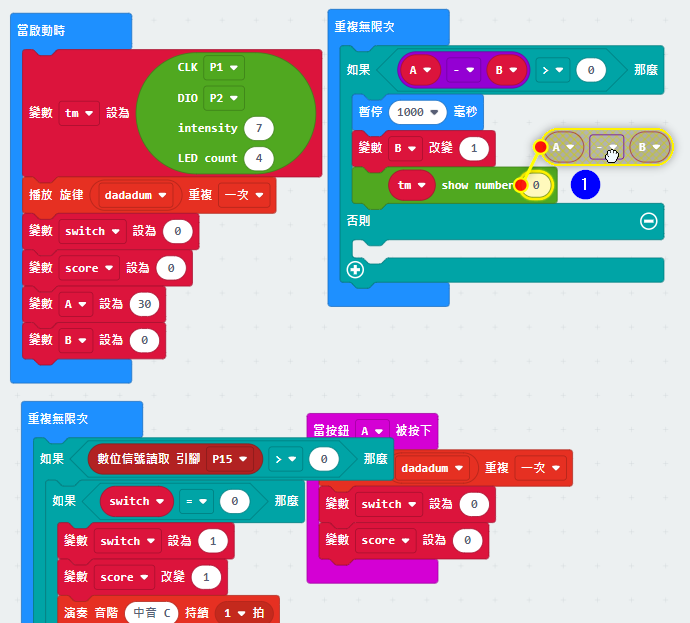 當啟動時
變數 tm 設為
CLK P1
DIO P2
intensity 7
LED count 4
播放 旋律 dadadum 重複 一次
變數 switch 設為 0
變數 score 設為 0
變數 A 設為 30
變數 B 設為 0
重複無限次
如果 A - B > 0 那麼
暫停 1000 毫秒
變數 B 改變 1
A - B
tm show number 0
1
否則
重複無限次
如果 數位信號讀取 引腳 P15 > 0 那麼
如果 switch = 0 那麼
變數 switch 設為 1
變數 score 改變 1
演奏 音階 中音 C 持續 1 拍
當按鈕 A 被按下
dadadum 重複 一次
變數 switch 設為 0
變數 score 設為 0